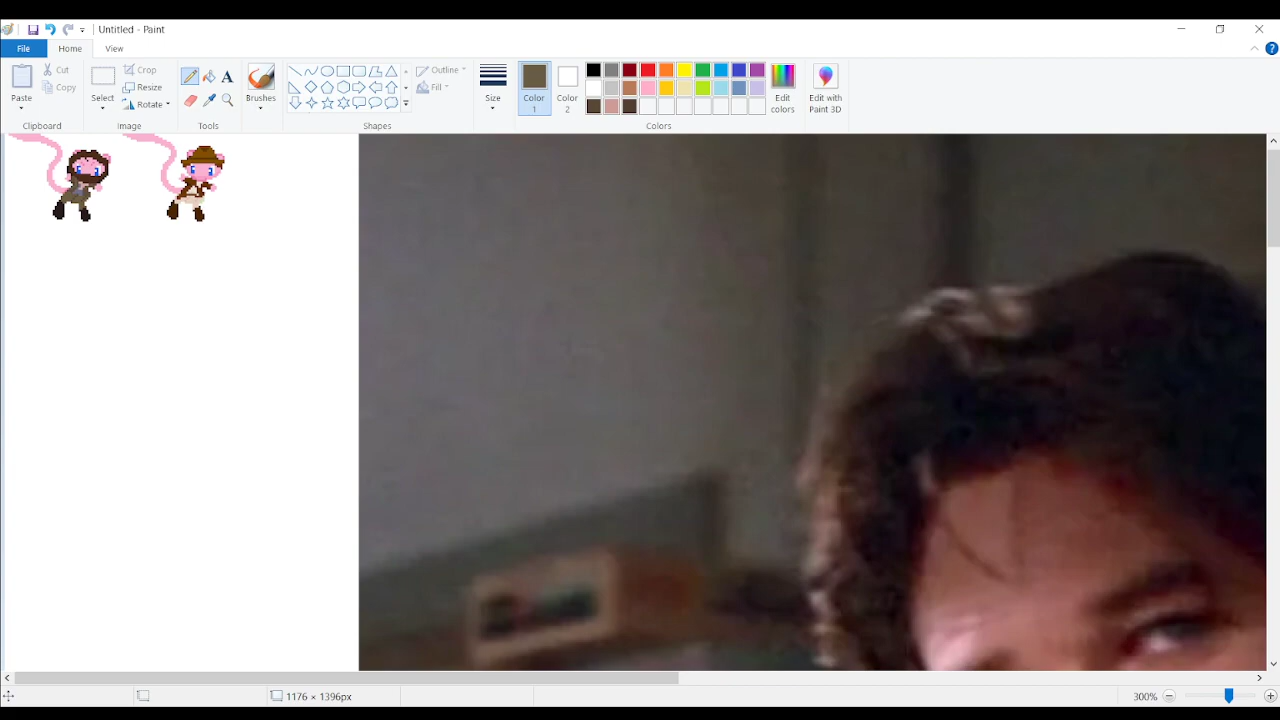 Untitled - Paint
File Home View
Paste
Cut
Copy
Clipboard
Select
Crop
Resize
Rotate
Image
A
Tools
Brushes
Outline
Fill
Shapes
Size
Color 1
Color 2
Edit colors
Edit with Paint 3D
Colors
1176 × 1396px
300%